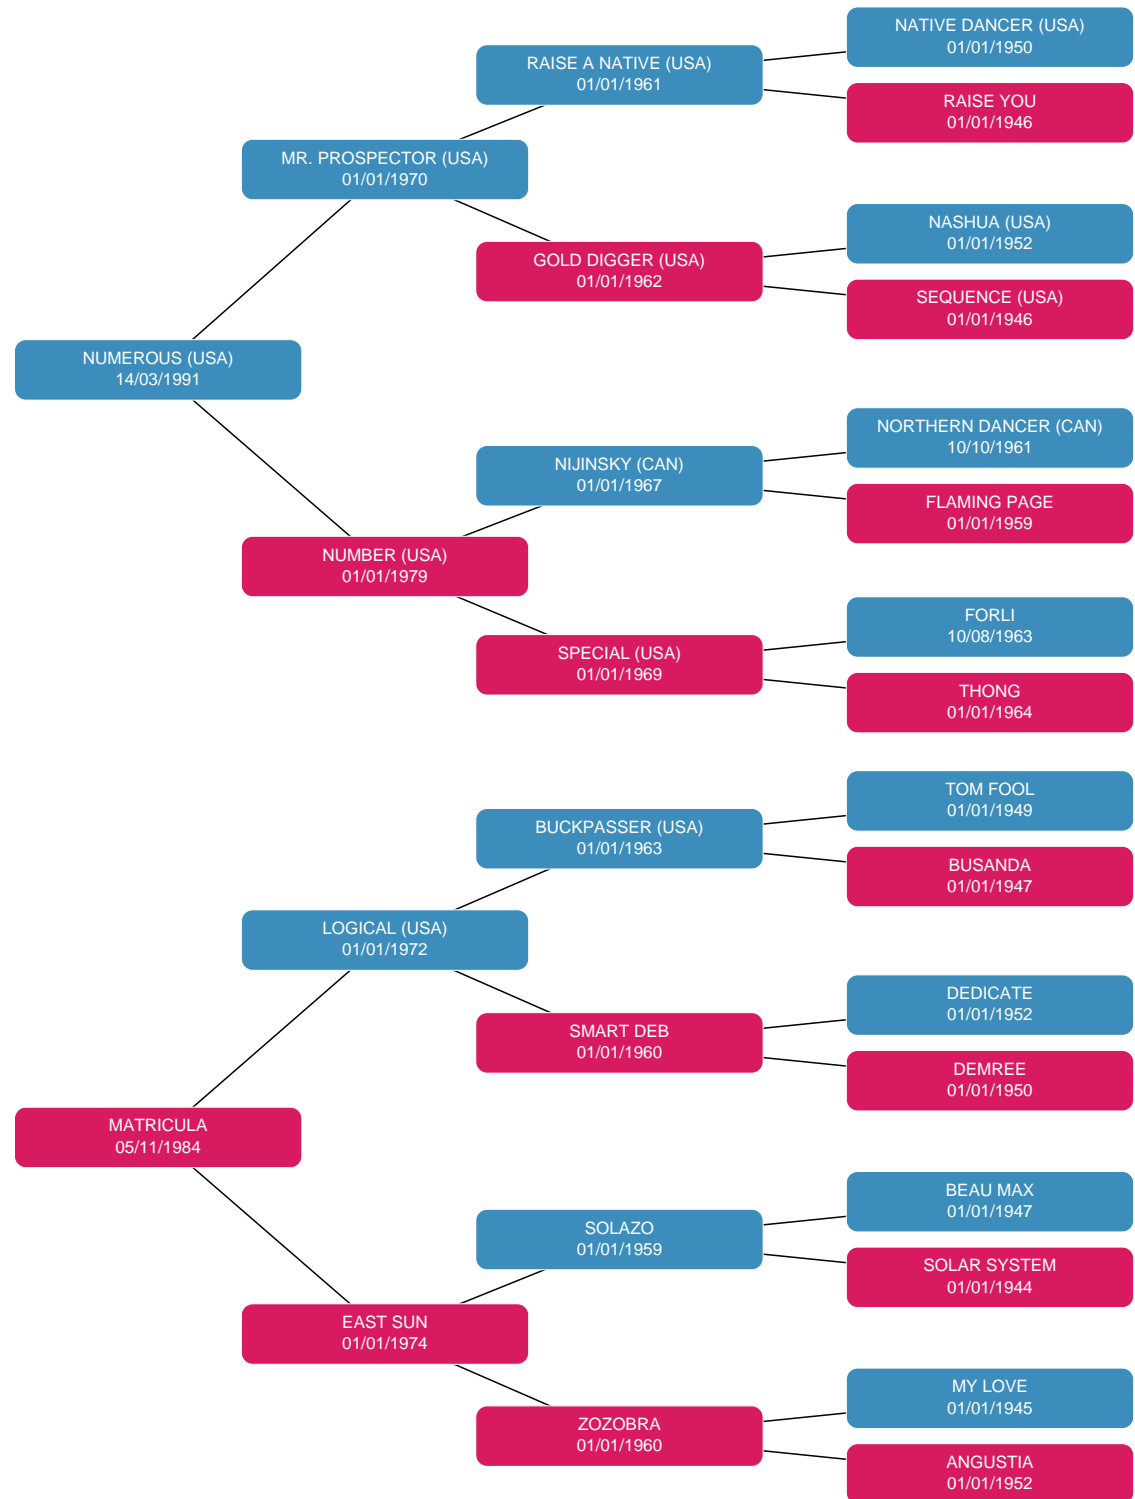 NATIVE DANCER (USA)
01/01/1950
RAISE A NATIVE (USA)
01/01/1961
RAISE YOU
01/01/1946
MR. PROSPECTOR (USA)
01/01/1970
NASHUA (USA)
01/01/1952
GOLD DIGGER (USA)
01/01/1962
SEQUENCE (USA)
01/01/1946
NUMEROUS (USA)
14/03/1991
NORTHERN DANCER (CAN)
10/10/1961
NIJINSKY (CAN)
01/01/1967
FLAMING PAGE
01/01/1959
NUMBER (USA)
01/01/1979
FORLI
10/08/1963
SPECIAL (USA)
01/01/1969
THONG
01/01/1964
TOM FOOL
01/01/1949
BUCKPASSER (USA)
01/01/1963
BUSANDA
01/01/1947
LOGICAL (USA)
01/01/1972
DEDICATE
01/01/1952
SMART DEB
01/01/1960
DEMREE
01/01/1950
MATRICULA
05/11/1984
BEAU MAX
01/01/1947
SOLAZO
01/01/1959
SOLAR SYSTEM
01/01/1944
EAST SUN
01/01/1974
MY LOVE
01/01/1945
ZOZOBRA
01/01/1960
ANGUSTIA
01/01/1952